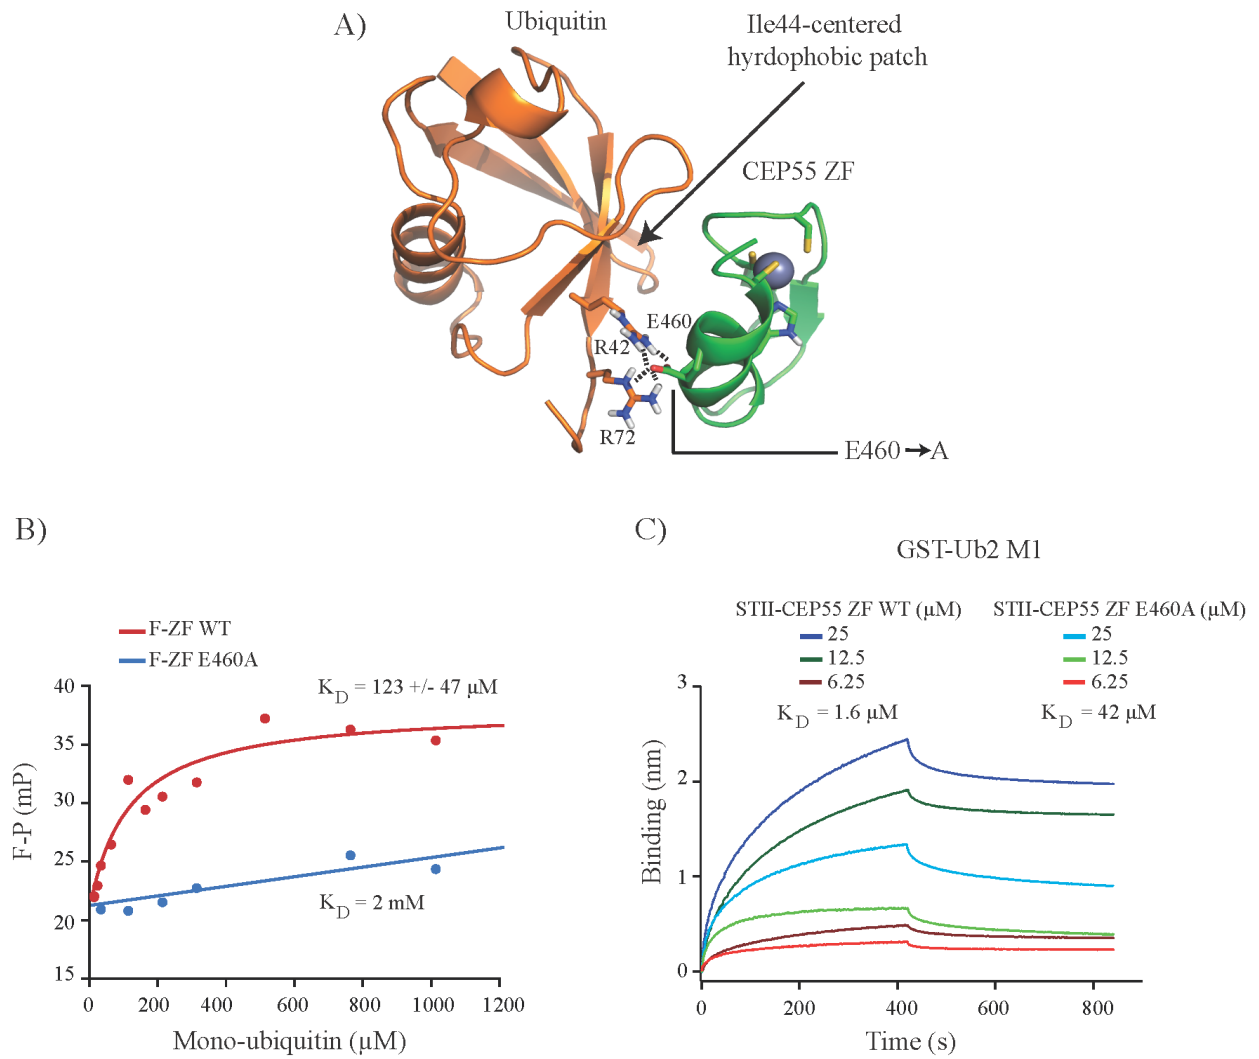 A)
Ubiquitin
Ile44-centered
hyrdophobic patch
CEP55 ZF
E460
R42
R72
E460→A
B)
F-ZF WT
F-ZF E460A
K_D = 123 +/- 47 µM
K_D = 2 mM
40
35
30
25
20
15
F-P (mP)
0 200 400 600 800 1000 1200
Mono-ubiquitin (µM)
C)
GST-Ub2 M1
STII-CEP55 ZF WT (µM)
25
12.5
6.25
K_D = 1.6 µM
STII-CEP55 ZF E460A (µM)
25
12.5
6.25
K_D = 42 µM
3
2
1
0
Binding (nm)
0 200 400 600 800
Time (s)